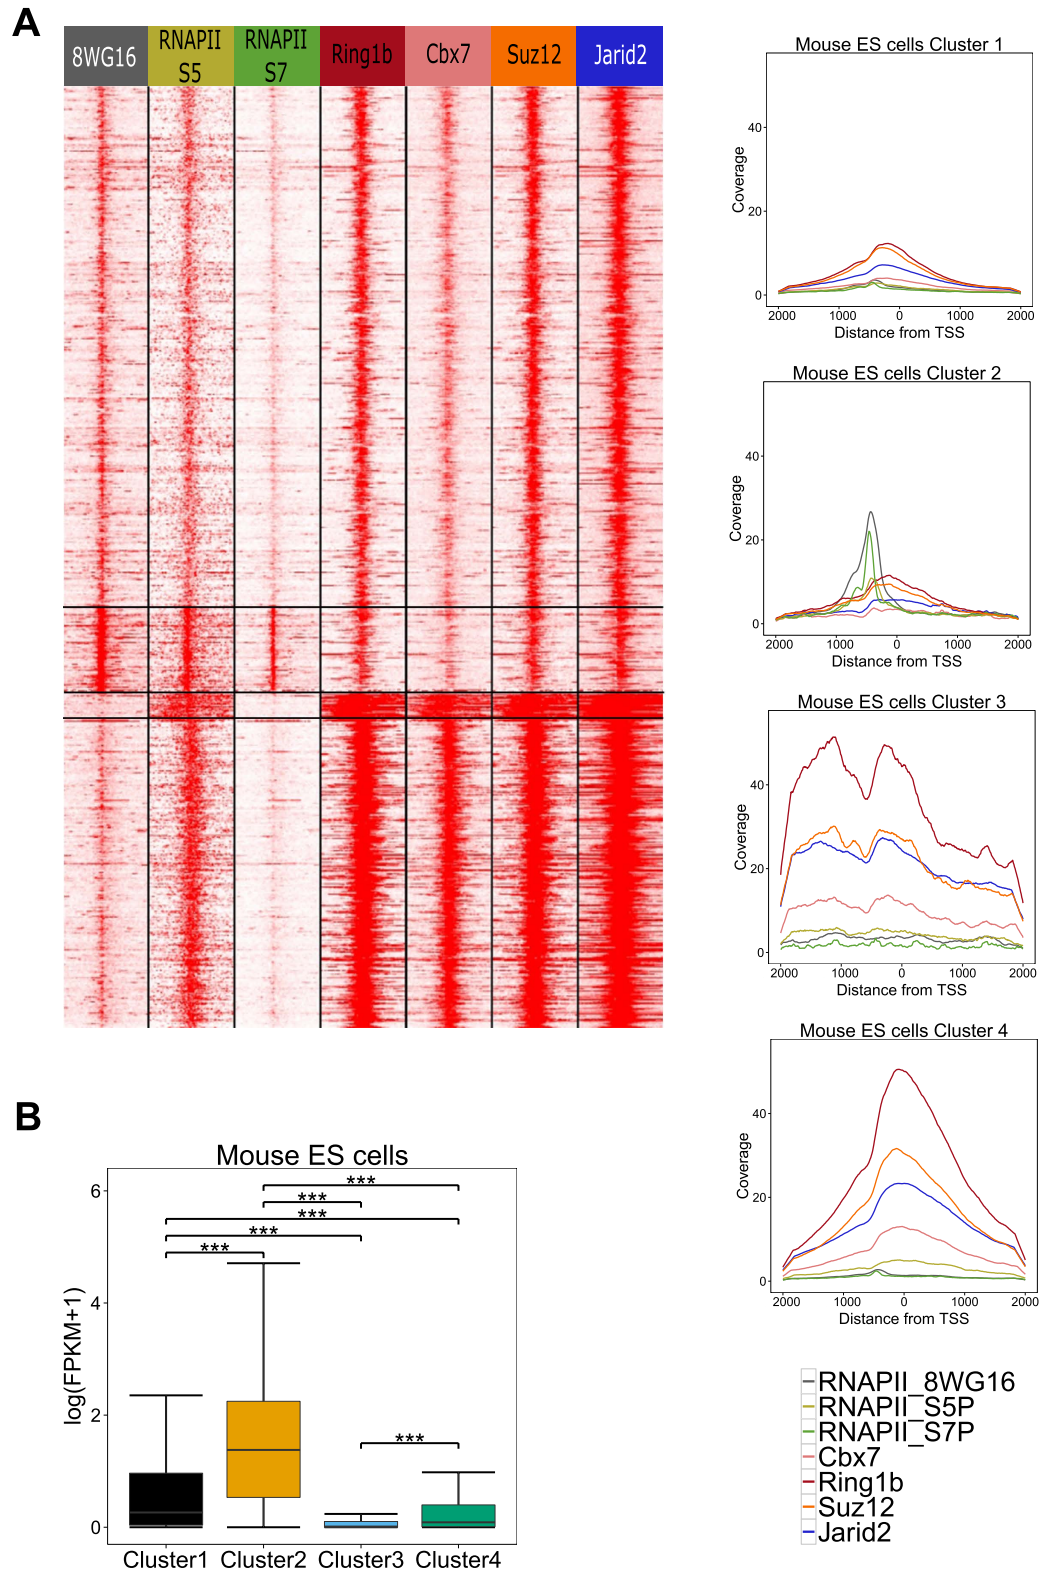 A
8WG16
RNAPII
S5
RNAPII
S7
Ring1b
Cbx7
Suz12
Jarid2
Mouse ES cells Cluster 1
Coverage
40
20
0
2000 1000 0 1000 2000
Distance from TSS
Mouse ES cells Cluster 2
Coverage
40
20
0
2000 1000 0 1000 2000
Distance from TSS
Mouse ES cells Cluster 3
Coverage
40
20
0
2000 1000 0 1000 2000
Distance from TSS
Mouse ES cells Cluster 4
Coverage
40
20
0
2000 1000 0 1000 2000
Distance from TSS
RNAPII_8WG16
RNAPII_S5P
RNAPII_S7P
Cbx7
Ring1b
Suz12
Jarid2
B
Mouse ES cells
log(FPKM+1)
6
4
2
0
***
***
***
***
***
***
Cluster1 Cluster2 Cluster3 Cluster4